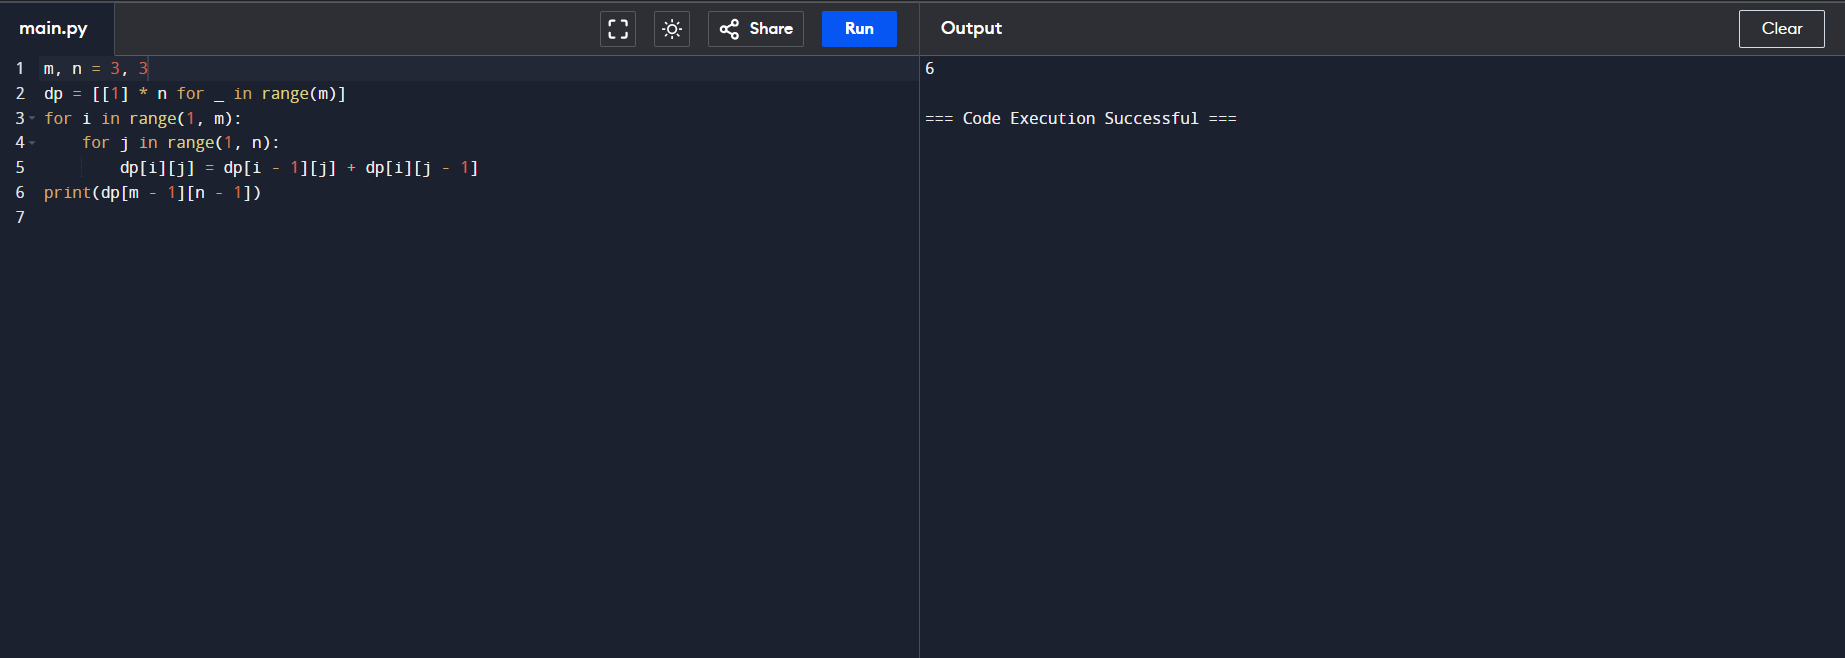 main.py
Share
Run
Output
Clear
1 m, n = 3, 3
2 dp = [[1] * n for _ in range(m)]
3 for i in range(1, m):
4     for j in range(1, n):
5         dp[i][j] = dp[i - 1][j] + dp[i][j - 1]
6 print(dp[m - 1][n - 1])
7
6
=== Code Execution Successful ===